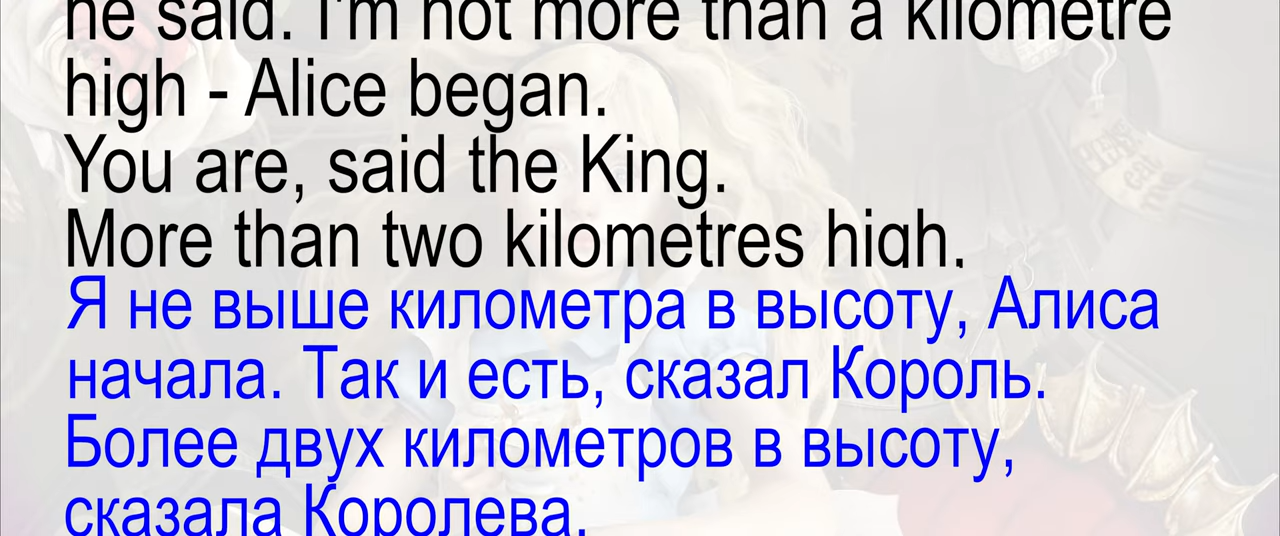 he said. I'm not more than a kilometre
high - Alice began.
You are, said the King.
More than two kilometres high.
Я не выше километра в высоту, Алиса
начала. Так и есть, сказал Король.
Более двух километров в высоту,
сказала Королева.